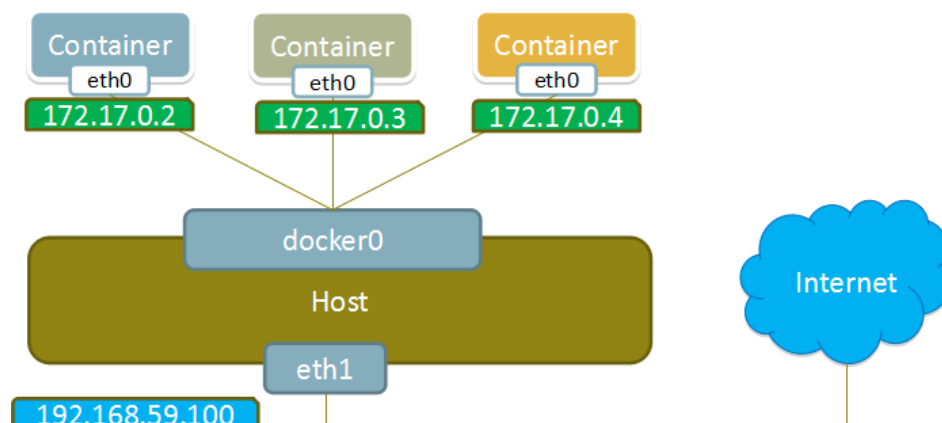 Container
Container
Container
eth0
eth0
eth0
172.17.0.2
172.17.0.3
172.17.0.4
docker0
Host
Internet
eth1
192.168.59.100